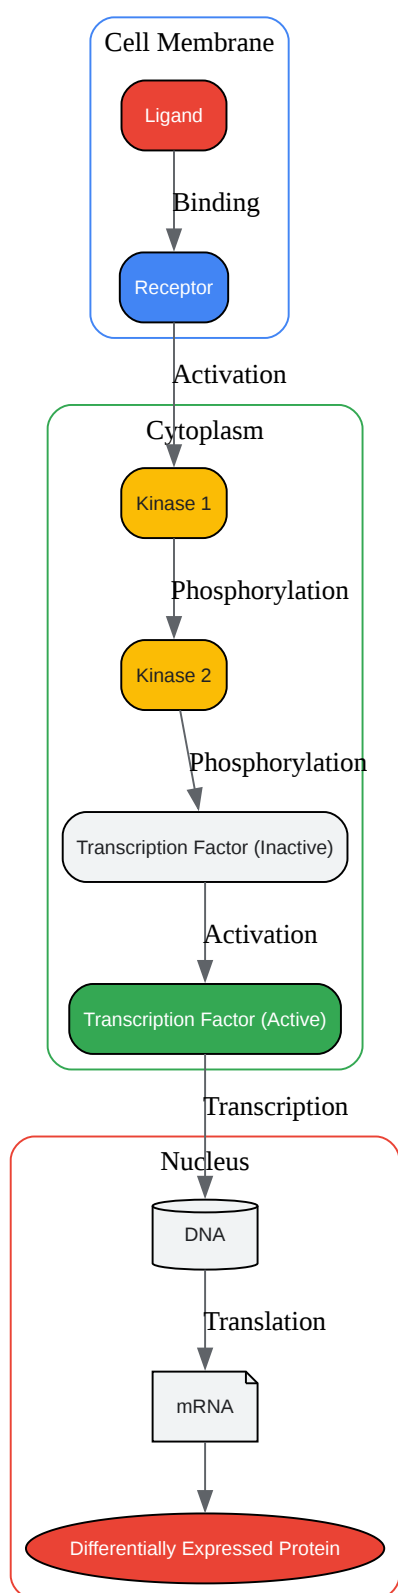 Cell Membrane
Ligand
Binding
Receptor
Activation
Cytoplasm
Kinase 1
Phosphorylation
Kinase 2
Phosphorylation
Transcription Factor (Inactive)
Activation
Transcription Factor (Active)
Transcription
Nucleus
DNA
Translation
mRNA
Differentially Expressed Protein